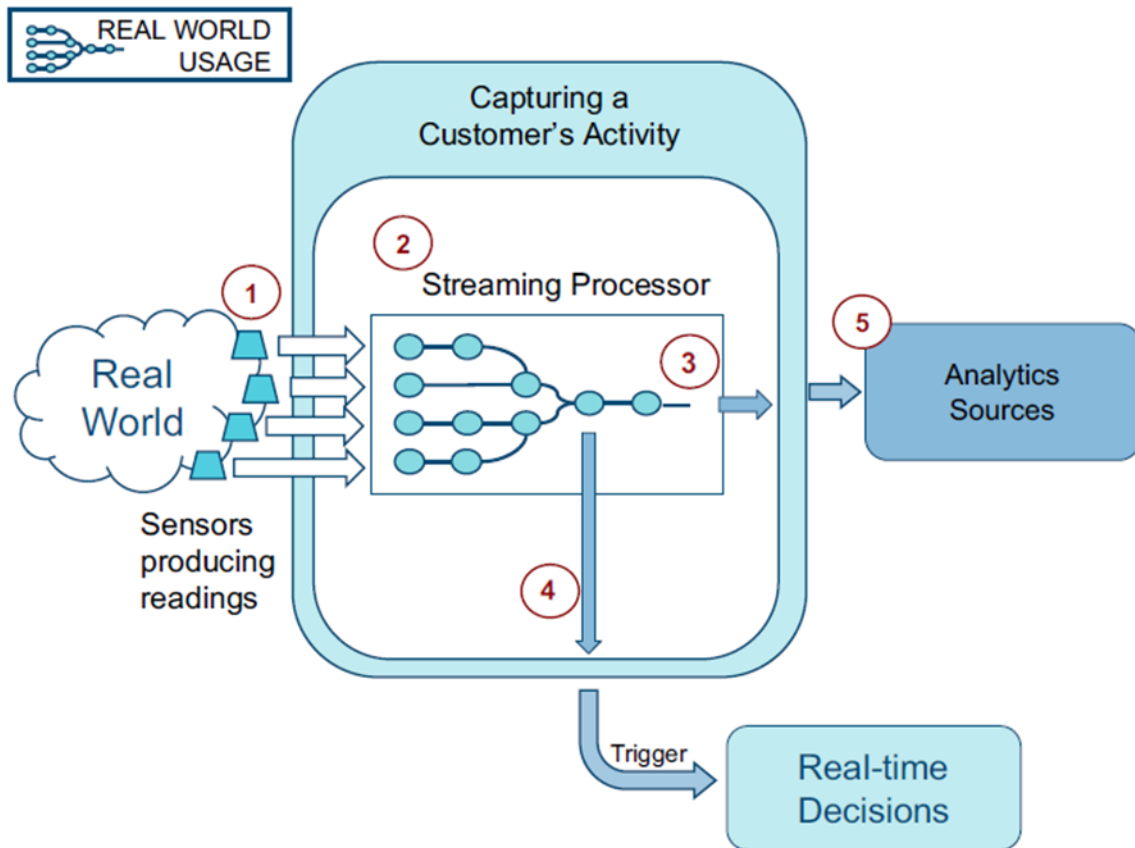 REAL WORLD
USAGE
Capturing a
Customer's Activity
2
Streaming Processor
1
3
5
Real
World
Analytics
Sources
Sensors
producing
readings
4
Trigger
Real-time
Decisions